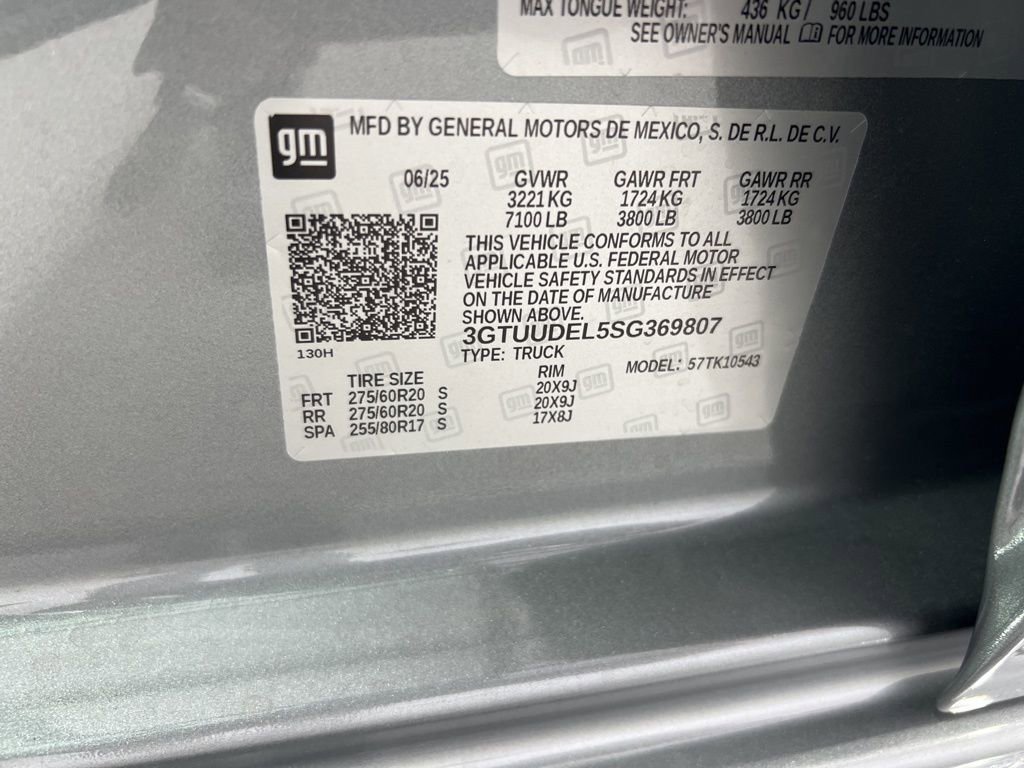 MAX TONGUE WEIGHT: 436 KG / 960 LBS
SEE OWNER'S MANUAL FOR MORE INFORMATION
gm MFD BY GENERAL MOTORS DE MEXICO, S. DE R.L. DE C.V.
06/25 GVWR GAWR FRT GAWR RR
3221 KG 1724 KG 1724 KG
7100 LB 3800 LB 3800 LB
THIS VEHICLE CONFORMS TO ALL
APPLICABLE U.S. FEDERAL MOTOR
VEHICLE SAFETY STANDARDS IN EFFECT
ON THE DATE OF MANUFACTURE
SHOWN ABOVE.
3GTUUDEL5SG369807
130H
TYPE: TRUCK MODEL: 57TK10543
TIRE SIZE RIM
FRT 275/60R20 S 20X9J
RR 275/60R20 S 20X9J
SPA 255/80R17 S 17X8J